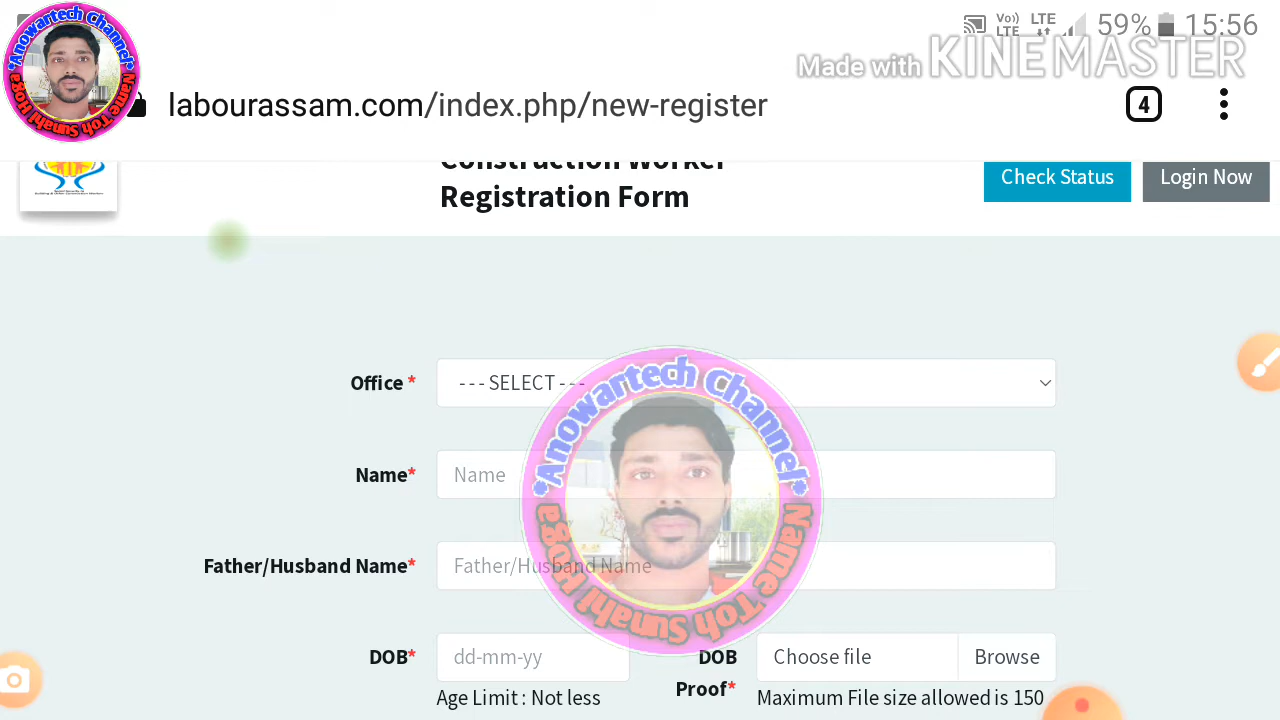 *Anowartech Channel*
Name Toh Sunahi Hoga
Vo))
LTE
LTE
59%
15:56
Made with KINEMASTER
labourassam.com/index.php/new-register
4
Construction Worker
Registration Form
Check Status
Login Now
Office *
- - - SELECT - - -
Name*
Name
Father/Husband Name*
Father/Husband Name
*Anowartech Channel*
Name Toh Sunahi Hoga
DOB*
dd-mm-yy
Age Limit : Not less
DOB
Proof*
Choose file
Browse
Maximum File size allowed is 150